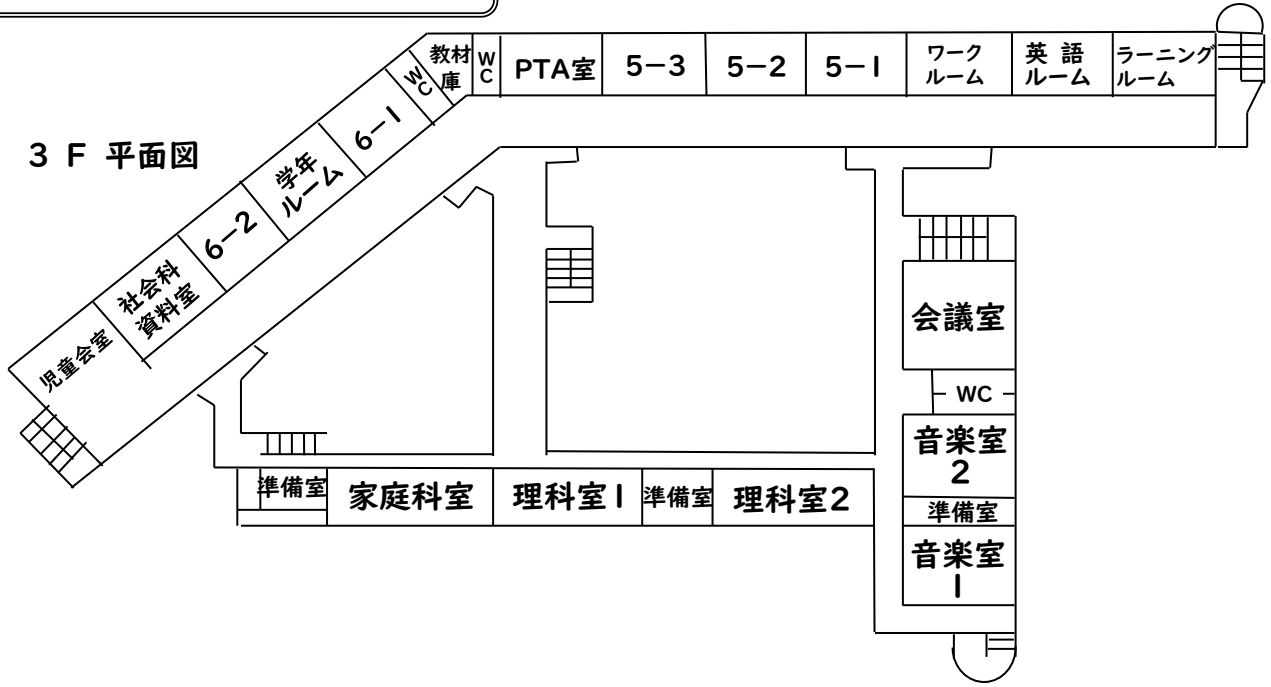 3 F 平面図
児童会室
社会科
資料室
6-2
学年
ルーム
6-1
WC
教材
庫
WC
PTA室
5-3
5-2
5-1
ワーク
ルーム
英語
ルーム
ラーニング
ルーム
会議室
WC
音楽室
2
準備室
音楽室
1
準備室
家庭科室
理科室1
準備室
理科室2